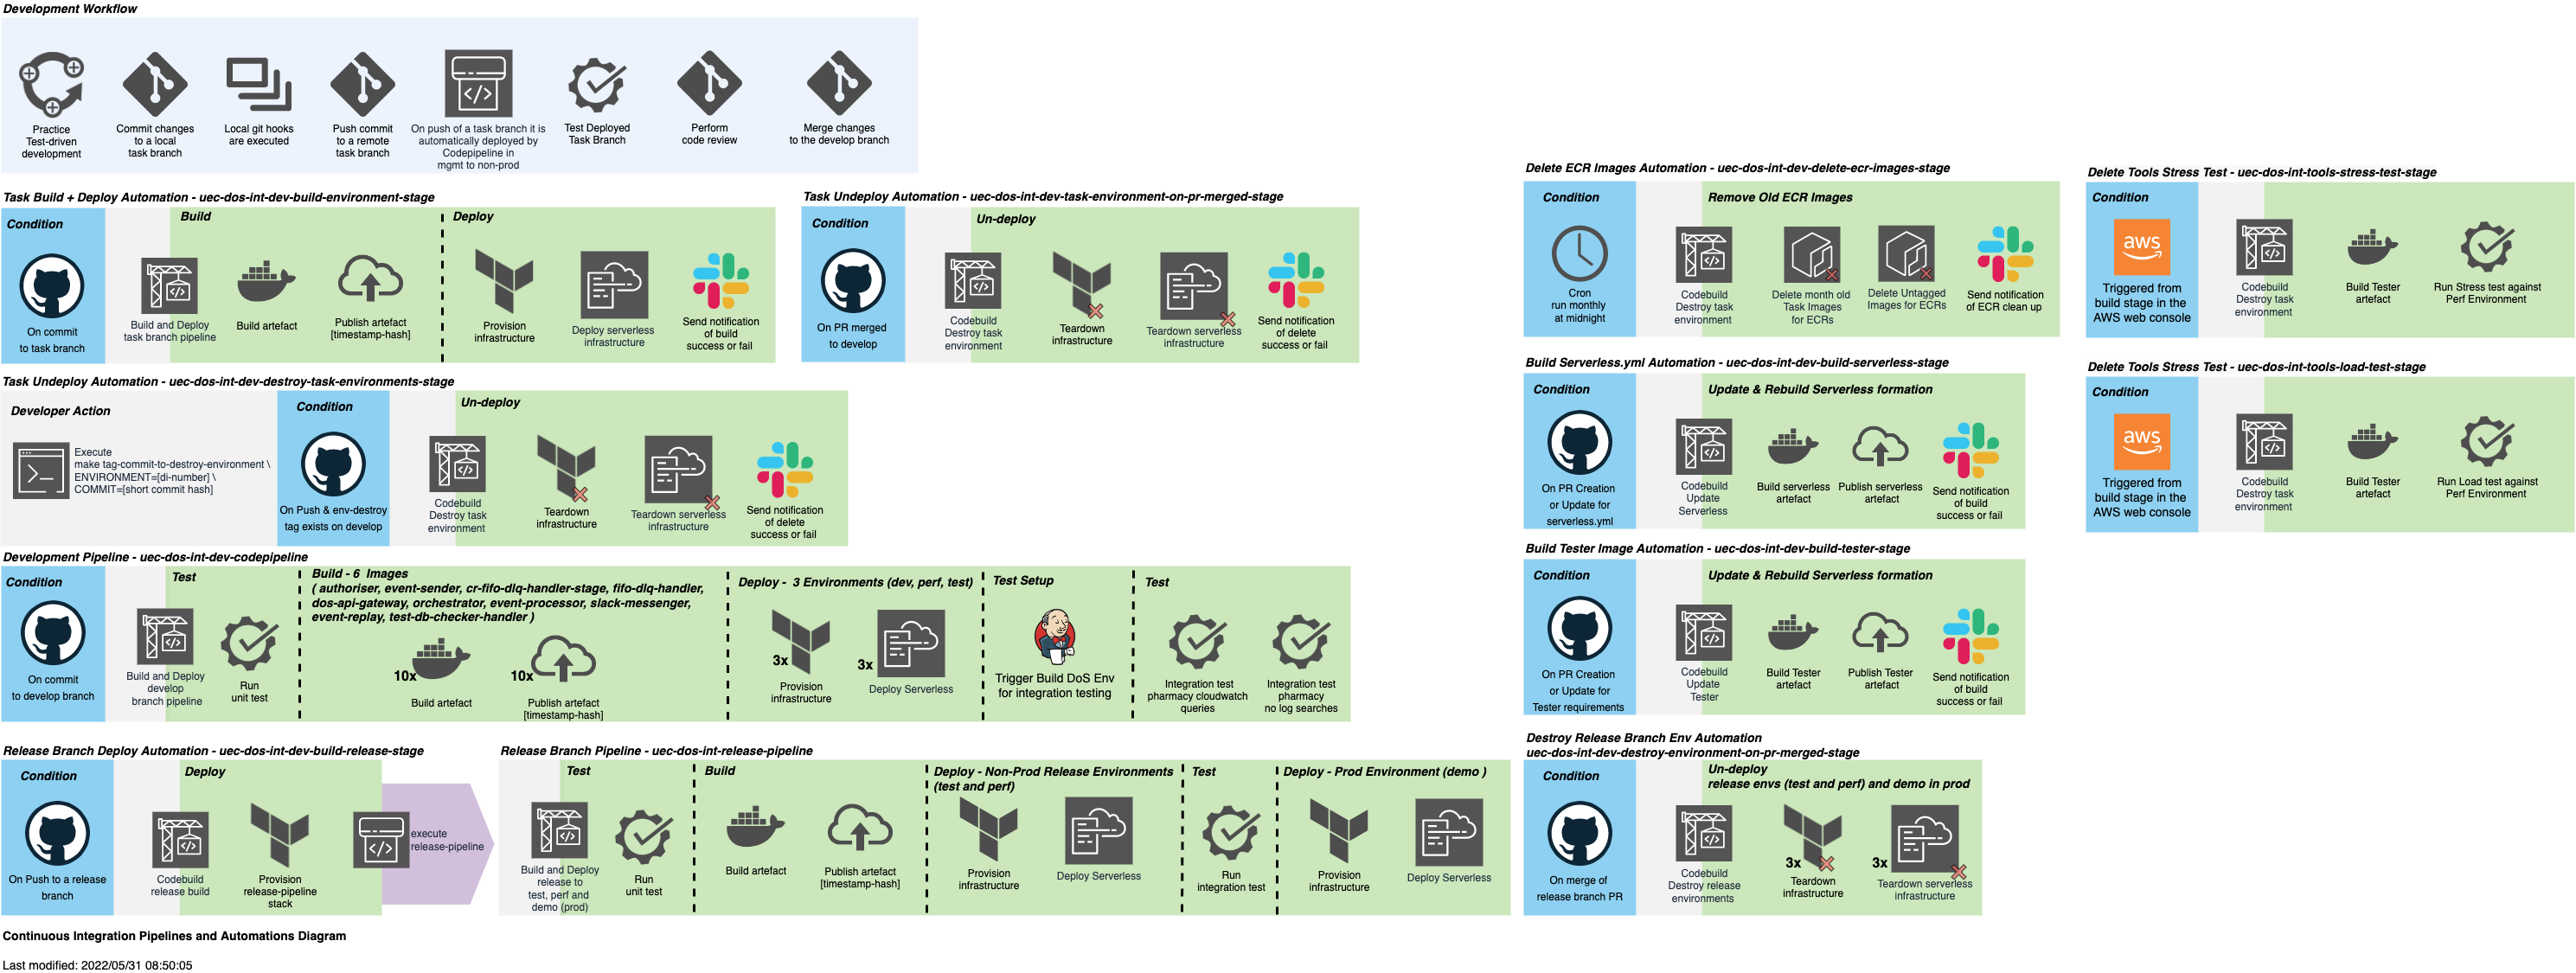 Development Workflow
Practice
Test-driven
development
Commit changes
to a local
task branch
Local git hooks
are executed
Push commit
to a remote
task branch
On push of a task branch it is
automatically deployed by
Codepipeline in
mgmt to non-prod
Test Deployed
Task Branch
Perform
code review
Merge changes
to the develop branch
Task Build + Deploy Automation - uec-dos-int-dev-build-environment-stage
Condition
On commit
to task branch
Build
Build and Deploy
task branch pipeline
Build artefact
Publish artefact
[timestamp-hash]
Deploy
Provision
infrastructure
Deploy serverless
infrastructure
Send notification
of build
success or fail
Task Undeploy Automation - uec-dos-int-dev-task-environment-on-pr-merged-stage
Condition
On PR merged
to develop
Un-deploy
Codebuild
Destroy task
environment
Teardown
infrastructure
Teardown serverless
infrastructure
Send notification
of delete
success or fail
Task Undeploy Automation - uec-dos-int-dev-destroy-task-environments-stage
Developer Action
Execute
make tag-commit-to-destroy-environment \
ENVIRONMENT=[di-number] \
COMMIT=[short commit hash]
Condition
On Push & env-destroy
tag exists on develop
Un-deploy
Codebuild
Destroy task
environment
Teardown
infrastructure
Teardown serverless
infrastructure
Send notification
of delete
success or fail
Development Pipeline - uec-dos-int-dev-codepipeline
Condition
On commit
to develop branch
Test
Build and Deploy
develop
branch pipeline
Run
unit test
Build - 6 Images
( authoriser, event-sender, cr-fifo-dlq-handler-stage, fifo-dlq-handler,
dos-api-gateway, orchestrator, event-processor, slack-messenger,
event-replay, test-db-checker-handler )
10x
Build artefact
10x
Publish artefact
[timestamp-hash]
Deploy - 3 Environments (dev, perf, test)
3x
Provision
infrastructure
3x
Deploy Serverless
Test Setup
Trigger Build DoS Env
for integration testing
Test
Integration test
pharmacy cloudwatch
queries
Integration test
pharmacy
no log searches
Release Branch Deploy Automation - uec-dos-int-dev-build-release-stage
Condition
On Push to a release
branch
Deploy
Codebuild
release build
Provision
release-pipeline
stack
execute
release-pipeline
Release Branch Pipeline - uec-dos-int-release-pipeline
Test
Build and Deploy
release to
test, perf and
demo (prod)
Run
unit test
Build
Build artefact
Publish artefact
[timestamp-hash]
Deploy - Non-Prod Release Environments
(test and perf)
Provision
infrastructure
Deploy Serverless
Test
Run
integration test
Deploy - Prod Environment (demo )
Provision
infrastructure
Deploy Serverless
Delete ECR Images Automation - uec-dos-int-dev-delete-ecr-images-stage
Condition
Cron
run monthly
at midnight
Remove Old ECR Images
Codebuild
Destroy task
environment
Delete month old
Task Images
for ECRs
Delete Untagged
Images for ECRs
Send notification
of ECR clean up
Build Serverless.yml Automation - uec-dos-int-dev-build-serverless-stage
Condition
On PR Creation
or Update for
serverless.yml
Update & Rebuild Serverless formation
Codebuild
Update
Serverless
Build serverless
artefact
Publish serverless
artefact
Send notification
of build
success or fail
Build Tester Image Automation - uec-dos-int-dev-build-tester-stage
Condition
On PR Creation
or Update for
Tester requirements
Update & Rebuild Serverless formation
Codebuild
Update
Tester
Build Tester
artefact
Publish Tester
artefact
Send notification
of build
success or fail
Destroy Release Branch Env Automation
uec-dos-int-dev-destroy-environment-on-pr-merged-stage
Condition
On merge of
release branch PR
Un-deploy
release envs (test and perf) and demo in prod
Codebuild
Destroy release
environments
3x
Teardown
infrastructure
3x
Teardown serverless
infrastructure
Delete Tools Stress Test - uec-dos-int-tools-stress-test-stage
Condition
aws
Triggered from
build stage in the
AWS web console
Codebuild
Destroy task
environment
Build Tester
artefact
Run Stress test against
Perf Environment
Delete Tools Stress Test - uec-dos-int-tools-load-test-stage
Condition
aws
Triggered from
build stage in the
AWS web console
Codebuild
Destroy task
environment
Build Tester
artefact
Run Load test against
Perf Environment
Continuous Integration Pipelines and Automations Diagram
Last modified: 2022/05/31 08:50:05